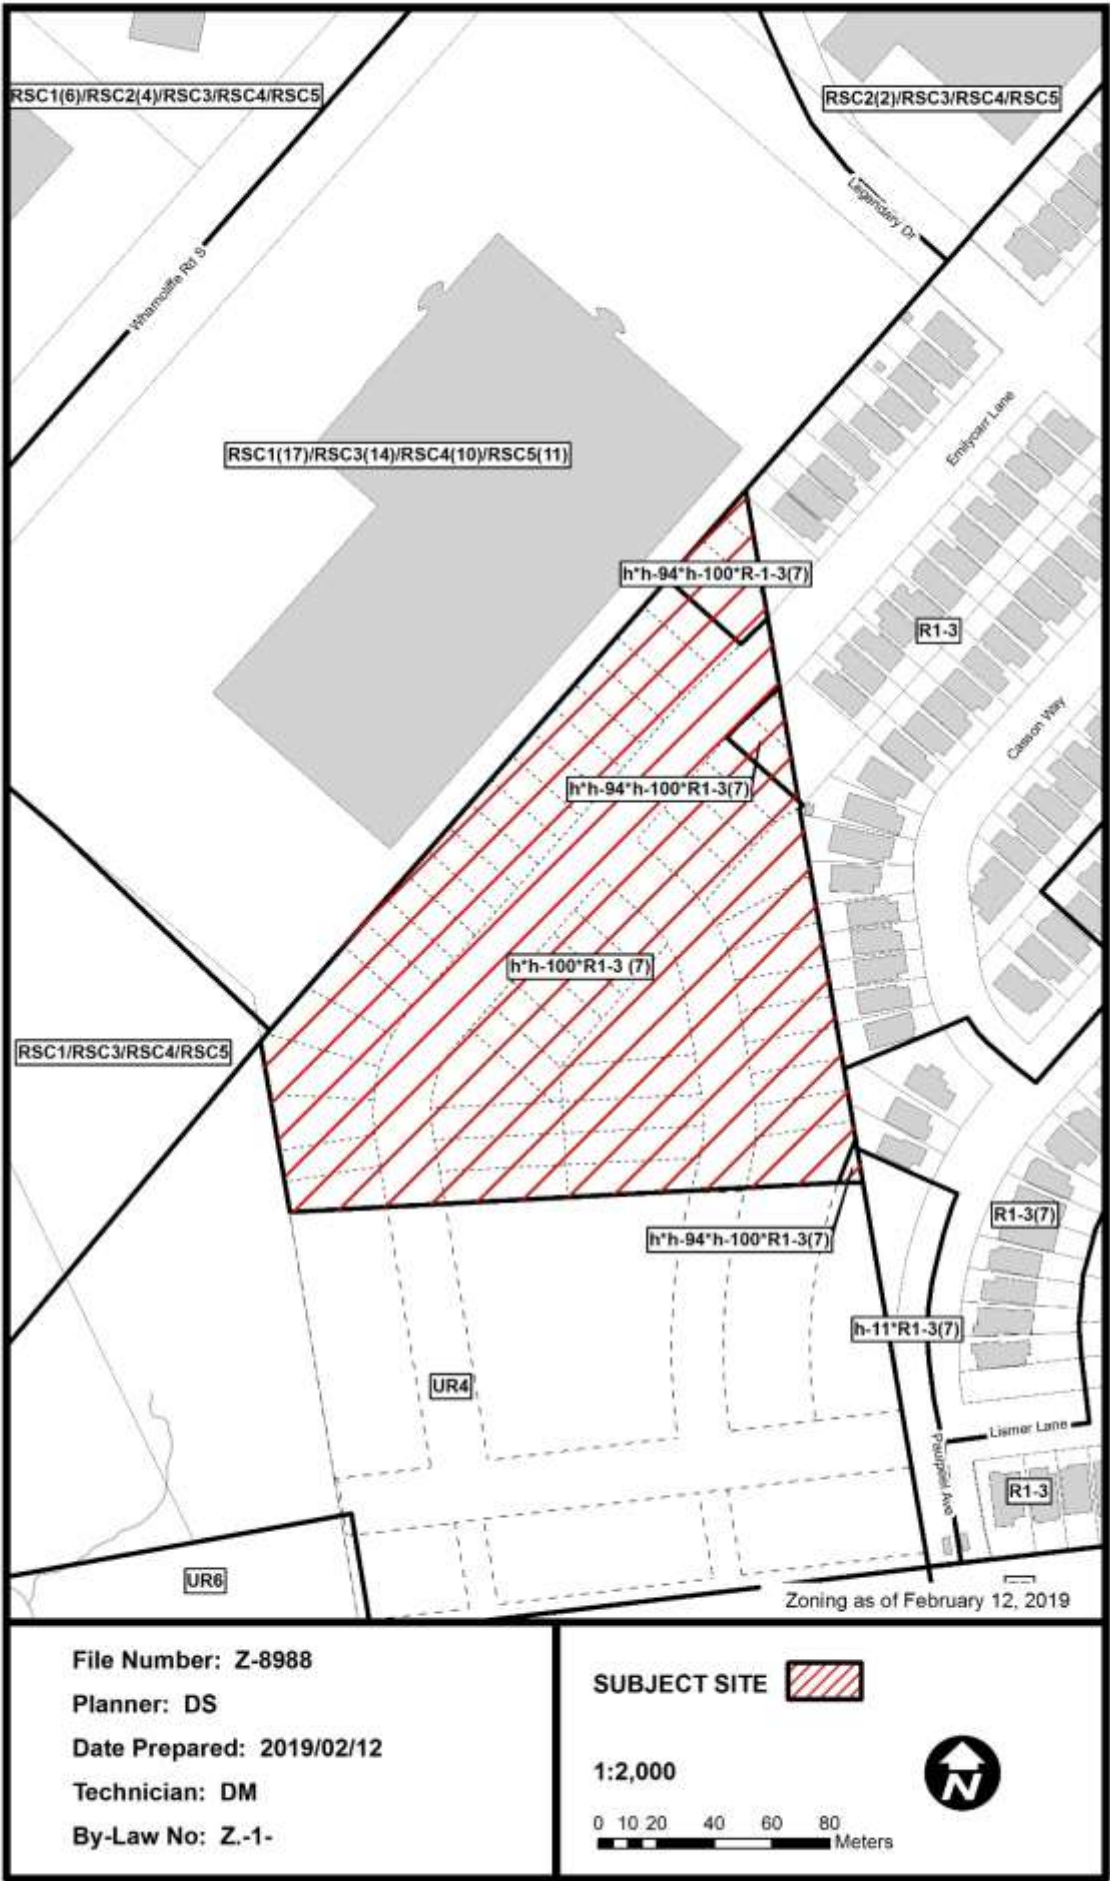 RSC1(6)/RSC2(4)/RSC3/RSC4/RSC5
RSC2(2)/RSC3/RSC4/RSC5
Legendary Dr
Wharncliffe Rd S
Emilycarr Lane
RSC1(17)/RSC3(14)/RSC4(10)/RSC5(11)
h*h-94*h-100*R-1-3(7)
R1-3
Casson Way
h*h-94*h-100*R1-3(7)
h*h-100*R1-3 (7)
RSC1/RSC3/RSC4/RSC5
R1-3(7)
h*h-94*h-100*R1-3(7)
h-11*R1-3(7)
UR4
Lismer Lane
Paulpeel Ave
R1-3
UR6
Zoning as of February 12, 2019
File Number: Z-8988
Planner: DS
Date Prepared: 2019/02/12
Technician: DM
By-Law No: Z.-1-
SUBJECT SITE
1:2,000
N
0 10 20 40 60 80
Meters